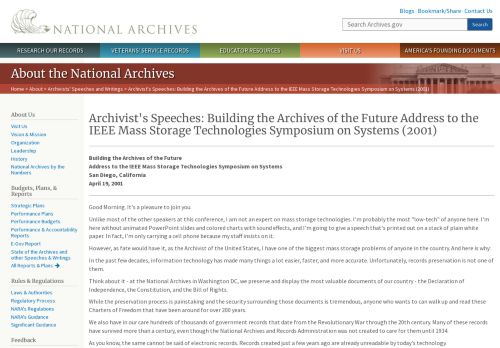 Blogs · Bookmark/Share · Contact Us
NATIONAL ARCHIVES
Search Archives.gov
Search
RESEARCH OUR RECORDS
VETERANS' SERVICE RECORDS
EDUCATOR RESOURCES
VISIT US
AMERICA'S FOUNDING DOCUMENTS
About the National Archives
Home > About > Archivists' Speeches and Writings > Archivist's Speeches: Building the Archives of the Future Address to the IEEE Mass Storage Technologies Symposium on Systems (2001)
About Us
Visit Us
Vision & Mission
Organization
Leadership
History
National Archives by the
Numbers
Budgets, Plans, &
Reports
Strategic Plans
Performance Plans
Performance Budgets
Performance & Accountability
Reports
E-Gov Report
State of the Archives and
other Speeches & Writings
All Reports & Plans
Rules & Regulations
Laws & Authorities
Regulatory Process
NARA's Regulations
NARA's Guidance
Significant Guidance
Feedback
Archivist's Speeches: Building the Archives of the Future Address to the
IEEE Mass Storage Technologies Symposium on Systems (2001)
Building the Archives of the Future
Address to the IEEE Mass Storage Technologies Symposium on Systems
San Diego, California
April 19, 2001
Good Morning. It's a pleasure to join you.
Unlike most of the other speakers at this conference, I am not an expert on mass storage technologies. I'm probably the most "low-tech" of anyone here. I'm
here without animated PowerPoint slides and colored charts with sound effects, and I'm going to give a speech that's printed out on a stack of plain white
paper. In fact, I'm only carrying a cell phone because my staff insists on it.
However, as fate would have it, as the Archivist of the United States, I have one of the biggest mass storage problems of anyone in the country. And here is why:
In the past few decades, information technology has made many things a lot easier, faster, and more accurate. Unfortunately, records preservation is not one of
them.
Think about it - at the National Archives in Washington DC, we preserve and display the most valuable documents of our country - the Declaration of
Independence, the Constitution, and the Bill of Rights.
While the preservation process is painstaking and the security surrounding those documents is tremendous, anyone who wants to can walk up and read these
Charters of Freedom that have been around for over 200 years.
We also have in our care hundreds of thousands of government records that date from the Revolutionary War through the 20th century. Many of these records
have survived more than a century, even though the National Archives and Records Administration was not created to care for them until 1934.
As you know, the same cannot be said of electronic records. Records created just a few years ago are already unreadable by today's technology.